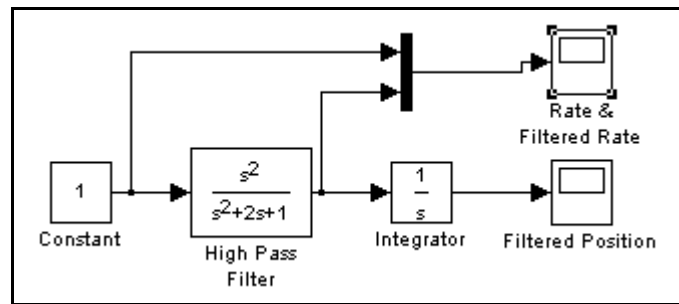 Rate &
Filtered Rate
1
Constant
s²
s²+2s+1
High Pass
Filter
1
s
Integrator
Filtered Position